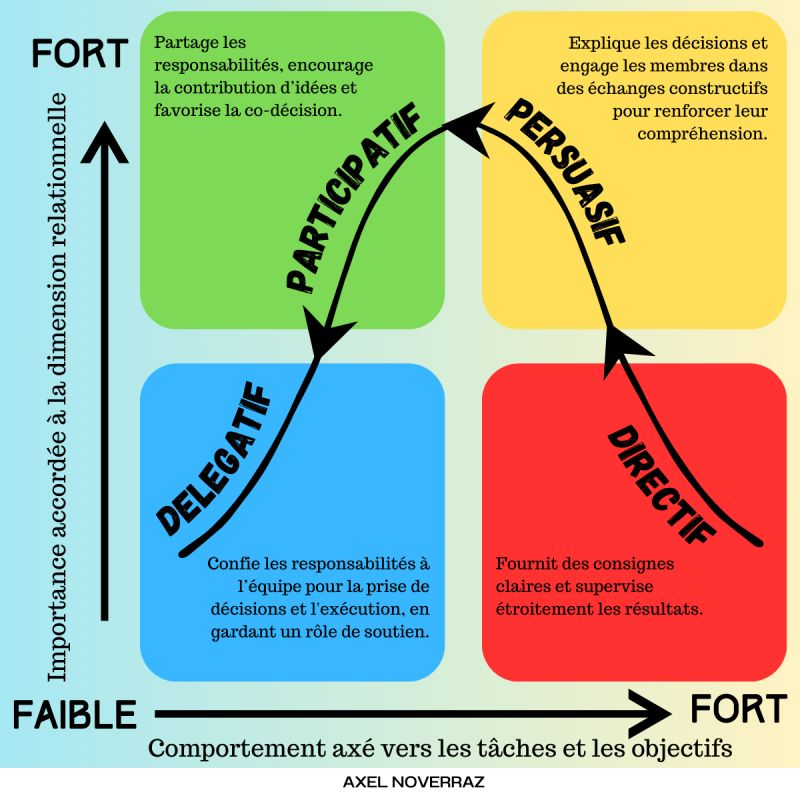 FORT
Importance accordée à la dimension relationnelle
Partage les
responsabilités, encourage
la contribution d'idées et
favorise la co-décision.
PARTICIPATIF
Explique les décisions et
engage les membres dans
des échanges constructifs
pour renforcer leur
compréhension.
PERSUASIF
DELEGATIF
Confie les responsabilités à
l'équipe pour la prise de
décisions et l'exécution, en
gardant un rôle de soutien.
DIRECTIF
Fournit des consignes
claires et supervise
étroitement les résultats.
FAIBLE
FORT
Comportement axé vers les tâches et les objectifs
AXEL NOVERRAZ